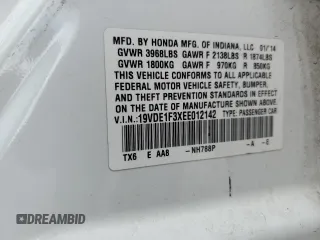 MFD. BY HONDA MFG. OF INDIANA, LLC 01/14
GVWR 3968LBS GAWR F 2138LBS R 1874LBS
GVWR 1800KG GAWR F 970KG R 850KG
THIS VEHICLE CONFORMS TO ALL APPLICABLE
FEDERAL MOTOR VEHICLE SAFETY, BUMPER,
AND THEFT PREVENTION STANDARDS IN EFFECT
ON THE DATE OF MANUFACTURE SHOWN ABOVE.
V.I.N.: 19VDE1F3XEE012142
TYPE: PASSENGER CAR
TX6 E AA8 -NH788P -A -E
© AUTOBIDMASTER